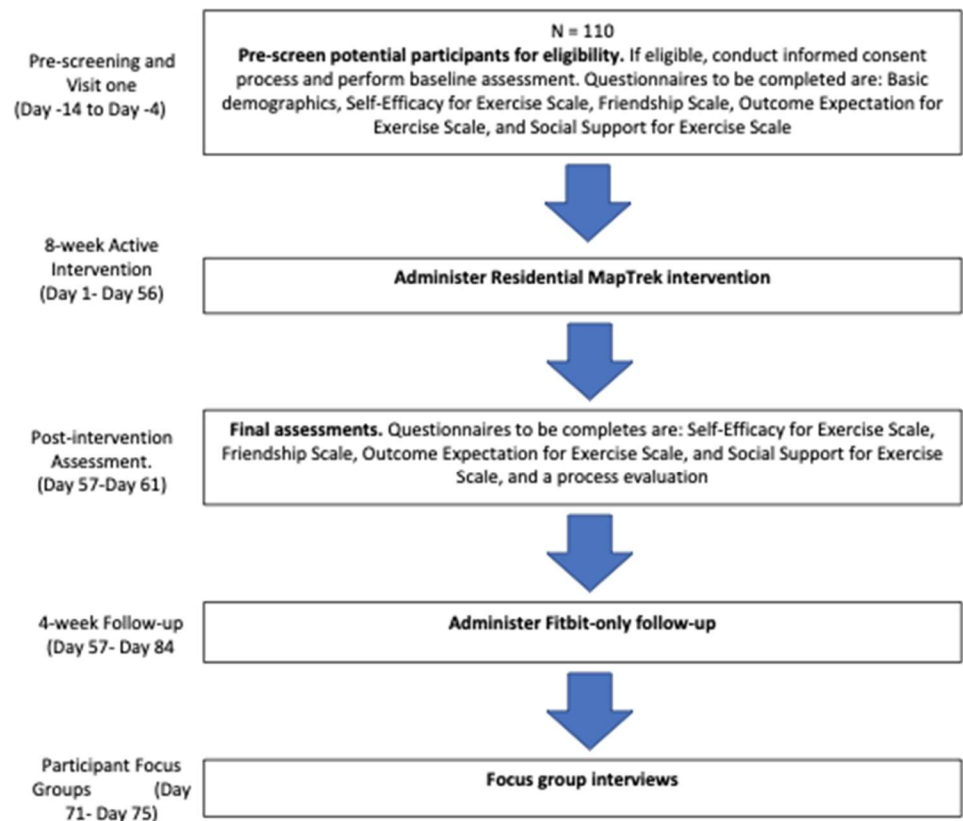 N = 110
Pre-screen potential participants for eligibility. If eligible, conduct informed consent
process and perform baseline assessment. Questionnaires to be completed are: Basic
demographics, Self-Efficacy for Exercise Scale, Friendship Scale, Outcome Expectation for
Exercise Scale, and Social Support for Exercise Scale
Pre-screening and
Visit one
(Day -14 to Day -4)
8-week Active
Intervention
(Day 1- Day 56)
Administer Residential MapTrek intervention
Post-intervention
Assessment.
(Day 57-Day 61)
Final assessments. Questionnaires to be completes are: Self-Efficacy for Exercise Scale,
Friendship Scale, Outcome Expectation for Exercise Scale, and Social Support for Exercise
Scale, and a process evaluation
4-week Follow-up
(Day 57- Day 84
Administer Fitbit-only follow-up
Participant Focus
Groups (Day
71- Day 75)
Focus group interviews